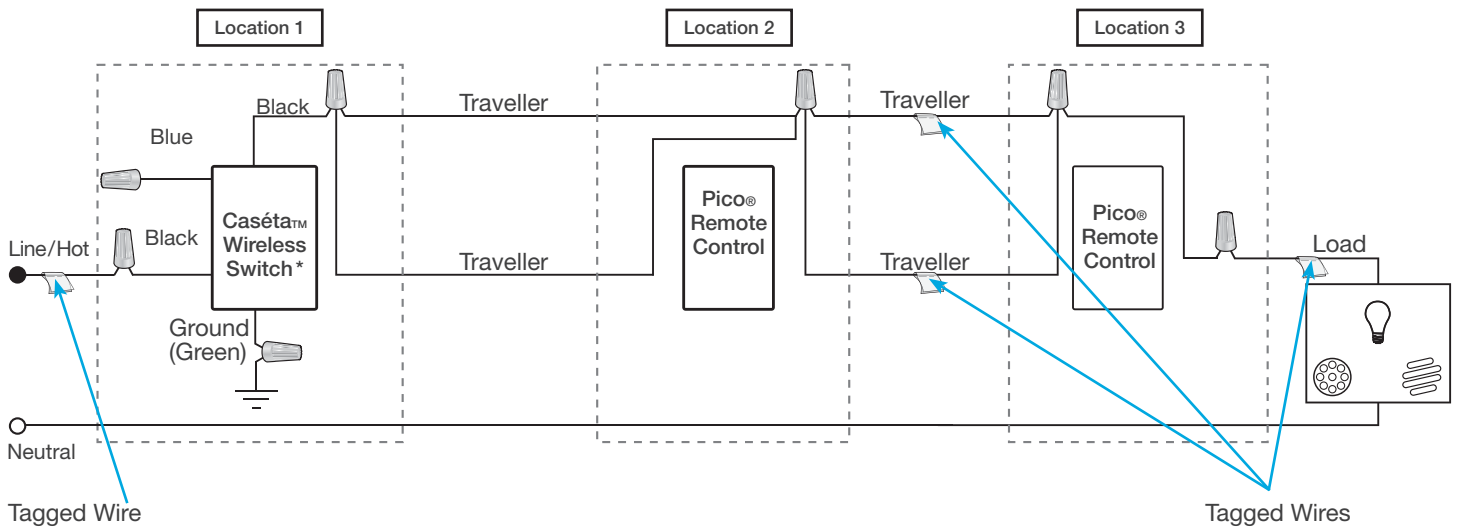 Location 1
Location 2
Location 3
Black
Traveller
Traveller
Blue
Caséta™
Wireless
Switch*
Pico®
Remote
Control
Pico®
Remote
Control
Line/Hot
Black
Traveller
Traveller
Load
Ground
(Green)
Neutral
Tagged Wire
Tagged Wires